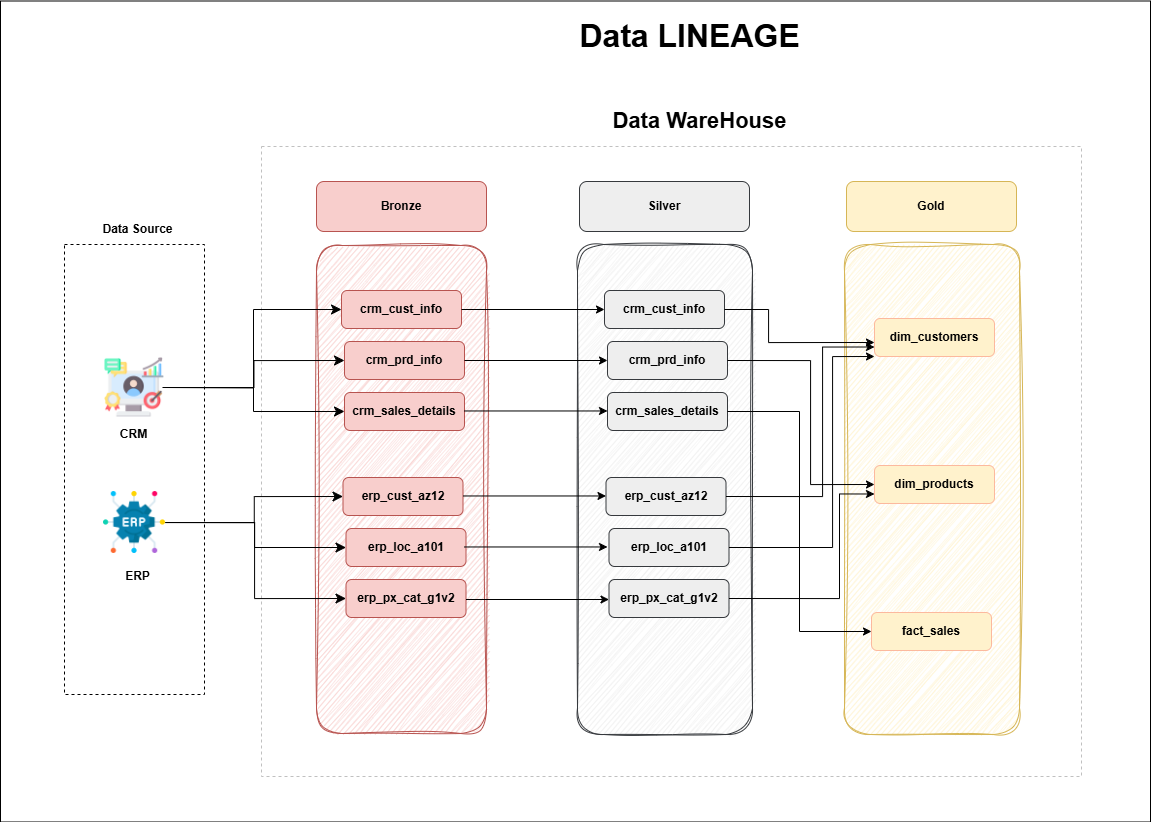 Data LINEAGE
Data WareHouse
Data Source
Bronze
Silver
Gold
crm_cust_info
crm_prd_info
crm_sales_details
erp_cust_az12
erp_loc_a101
erp_px_cat_g1v2
crm_cust_info
crm_prd_info
crm_sales_details
erp_cust_az12
erp_loc_a101
erp_px_cat_g1v2
dim_customers
dim_products
fact_sales
CRM
ERP
ERP